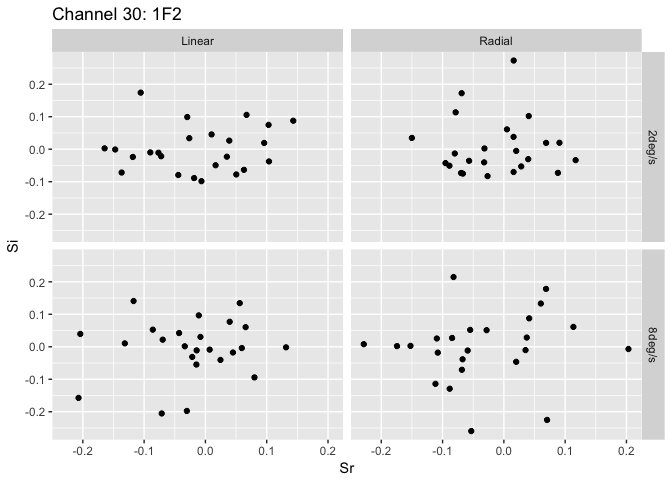 Channel 30: 1F2
Linear
Radial
0.2
0.1
0.0
-0.1
-0.2
2deg/s
Si
0.2
0.1
0.0
-0.1
-0.2
8deg/s
-0.2 -0.1 0.0 0.1 0.2 -0.2 -0.1 0.0 0.1 0.2
Sr